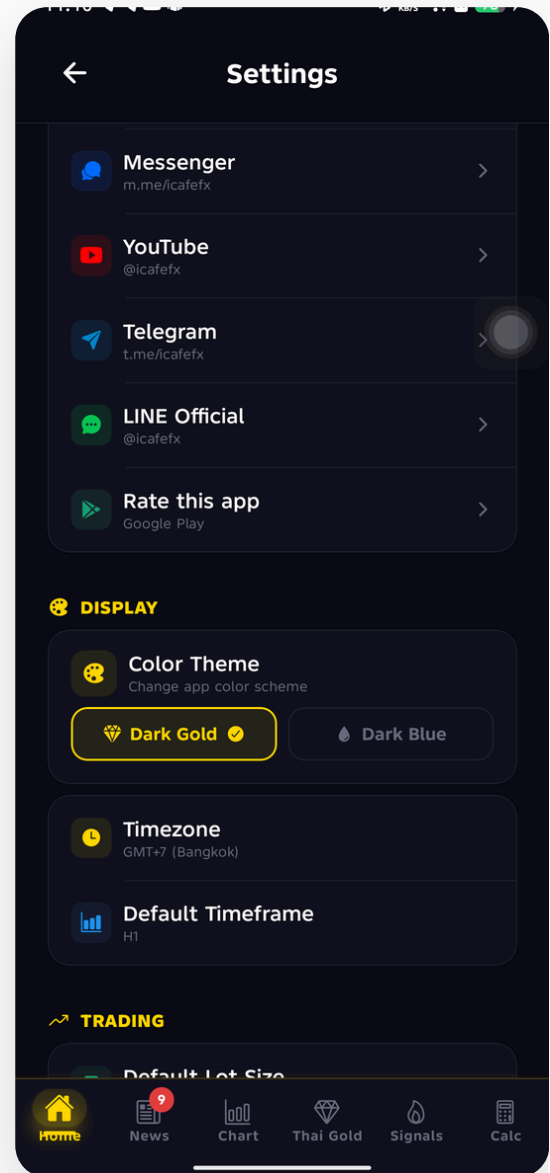 Settings
Messenger
m.me/icafefx
YouTube
@icafefx
Telegram
t.me/icafefx
LINE Official
@icafefx
Rate this app
Google Play
DISPLAY
Color Theme
Change app color scheme
Dark Gold
Dark Blue
Timezone
GMT+7 (Bangkok)
Default Timeframe
H1
TRADING
Default Lot Size
9
Home
News
Chart
Thai Gold
Signals
Calc